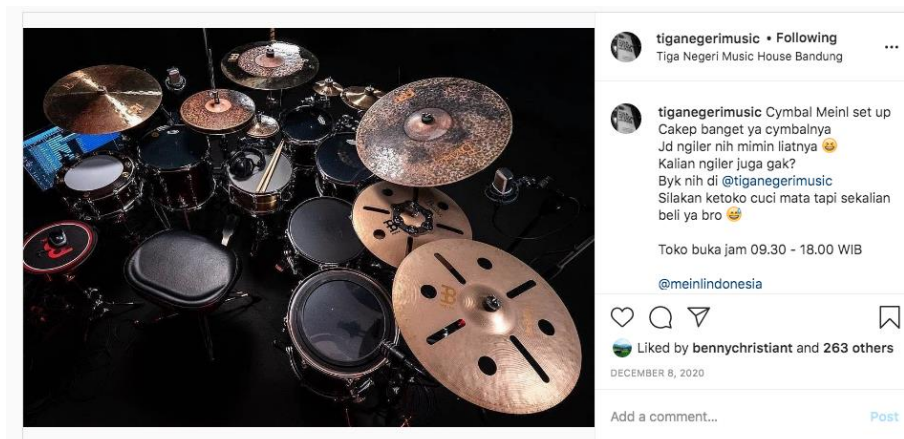 tiganegerimusic • Following
Tiga Negeri Music House Bandung
tiganegerimusic Cymbal Meinl set up
Cakep banget ya cymbalnya
Jd ngiler nih mimin liatnya 😄
Kalian ngiler juga gak?
Byk nih di @tiganegerimusic
Silakan ketoko cuci mata tapi sekalian
beli ya bro 😅
Toko buka jam 09.30 - 18.00 WIB
@meinlindonesia
Liked by bennychristiant and 263 others
DECEMBER 8, 2020
Add a comment...
Post